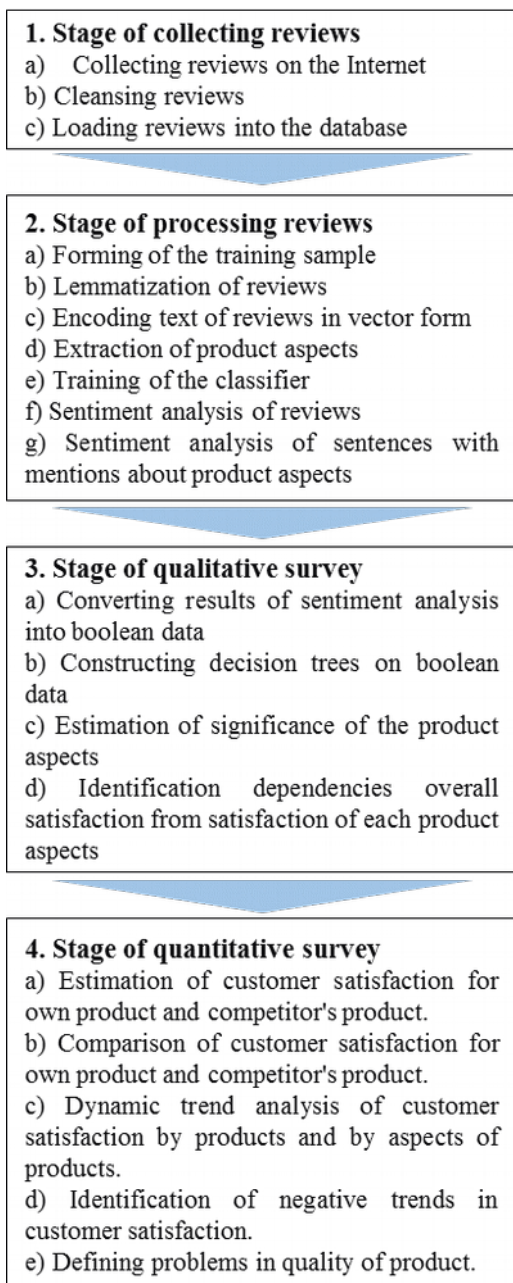 1. Stage of collecting reviews
a) Collecting reviews on the Internet
b) Cleansing reviews
c) Loading reviews into the database
2. Stage of processing reviews
a) Forming of the training sample
b) Lemmatization of reviews
c) Encoding text of reviews in vector form
d) Extraction of product aspects
e) Training of the classifier
f) Sentiment analysis of reviews
g) Sentiment analysis of sentences with
mentions about product aspects
3. Stage of qualitative survey
a) Converting results of sentiment analysis
into boolean data
b) Constructing decision trees on boolean
data
c) Estimation of significance of the product
aspects
d) Identification dependencies overall
satisfaction from satisfaction of each product
aspects
4. Stage of quantitative survey
a) Estimation of customer satisfaction for
own product and competitor's product.
b) Comparison of customer satisfaction for
own product and competitor's product.
c) Dynamic trend analysis of customer
satisfaction by products and by aspects of
products.
d) Identification of negative trends in
customer satisfaction.
e) Defining problems in quality of product.